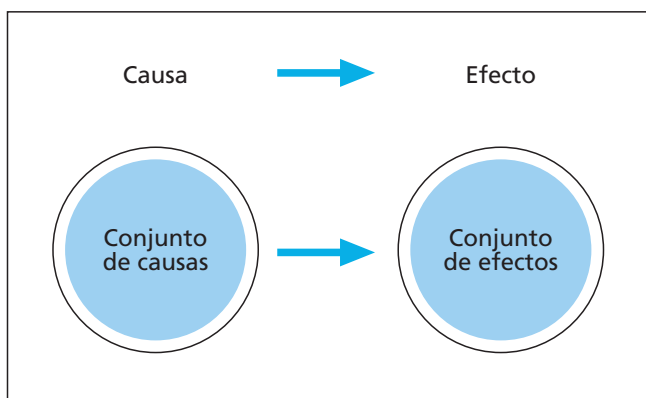 Causa
Efecto
Conjunto
de causas
Conjunto
de efectos